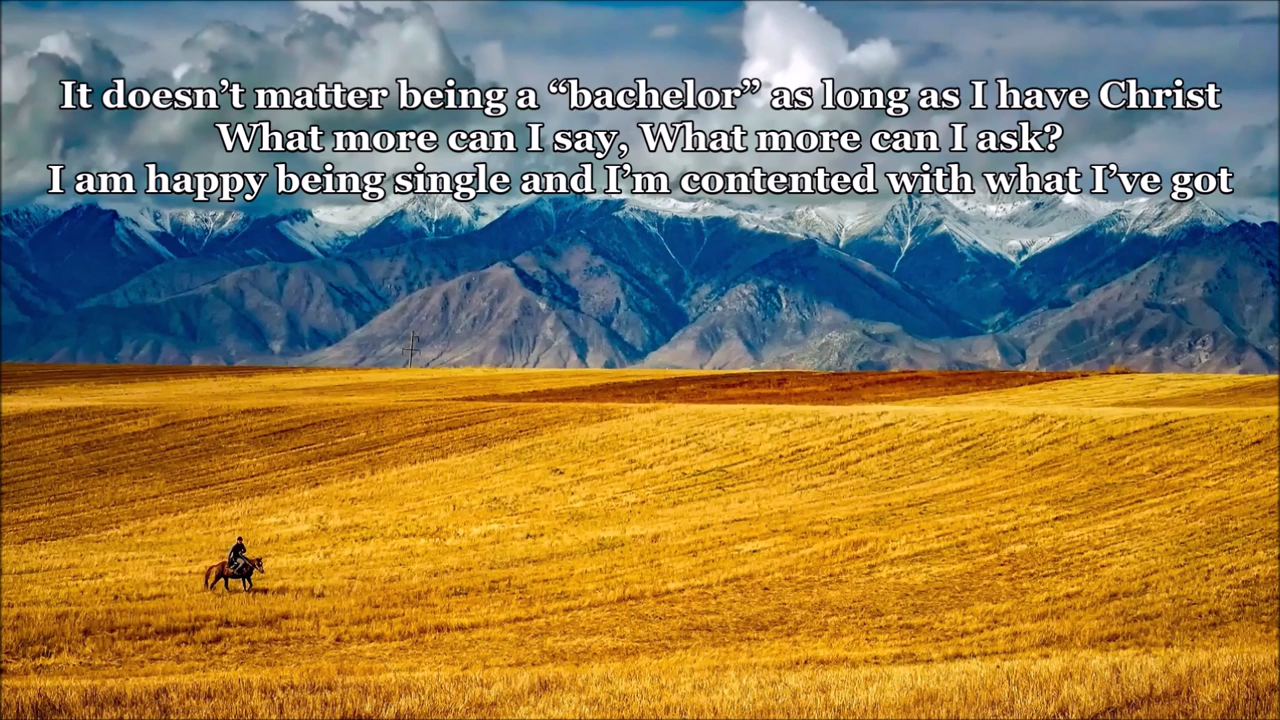 It doesn’t matter being a “bachelor” as long as I have Christ
What more can I say, What more can I ask?
I am happy being single and I’m contented with what I’ve got